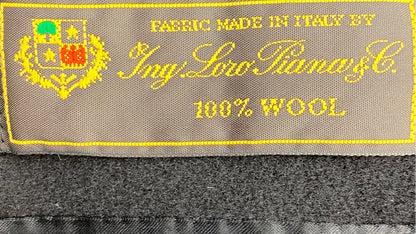 FABRIC MADE IN ITALY BY
Ing. Loro Piana & C.
100% WOOL